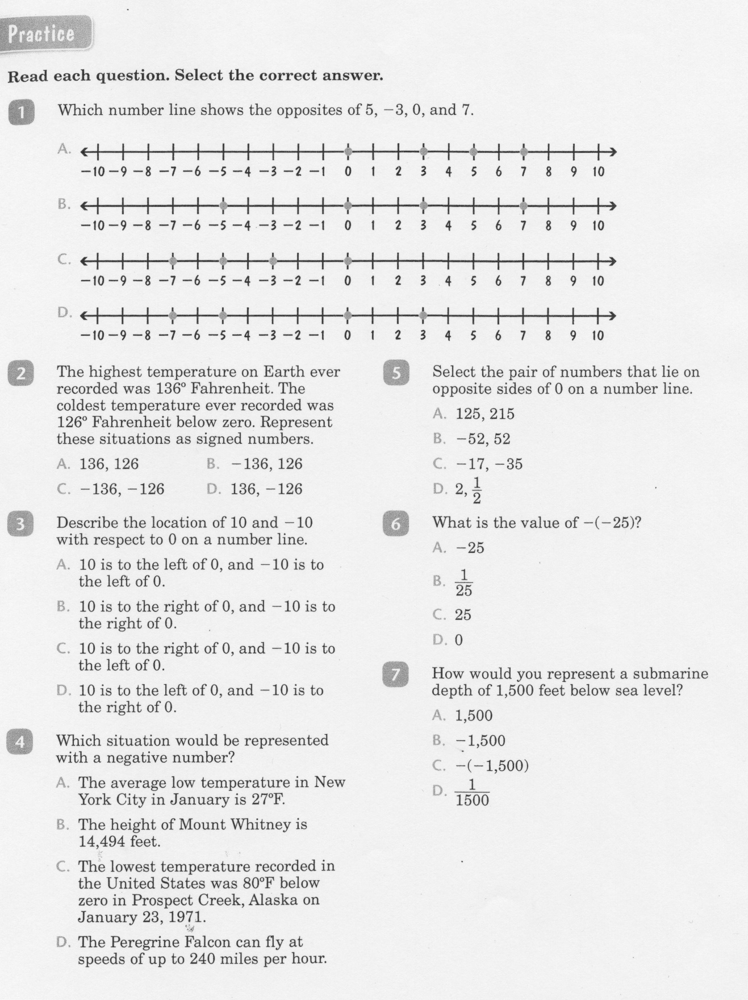 Practice
Read each question. Select the correct answer.
1 Which number line shows the opposites of 5, −3, 0, and 7.
A.
−10 −9 −8 −7 −6 −5 −4 −3 −2 −1 0 1 2 3 4 5 6 7 8 9 10
B.
−10 −9 −8 −7 −6 −5 −4 −3 −2 −1 0 1 2 3 4 5 6 7 8 9 10
C.
−10 −9 −8 −7 −6 −5 −4 −3 −2 −1 0 1 2 3 4 5 6 7 8 9 10
D.
−10 −9 −8 −7 −6 −5 −4 −3 −2 −1 0 1 2 3 4 5 6 7 8 9 10
2 The highest temperature on Earth ever
recorded was 136º Fahrenheit. The
coldest temperature ever recorded was
126º Fahrenheit below zero. Represent
these situations as signed numbers.
A. 136, 126 B. −136, 126
C. −136, −126 D. 136, −126
3 Describe the location of 10 and −10
with respect to 0 on a number line.
A. 10 is to the left of 0, and −10 is to
the left of 0.
B. 10 is to the right of 0, and −10 is to
the right of 0.
C. 10 is to the right of 0, and −10 is to
the left of 0.
D. 10 is to the left of 0, and −10 is to
the right of 0.
4 Which situation would be represented
with a negative number?
A. The average low temperature in New
York City in January is 27ºF.
B. The height of Mount Whitney is
14,494 feet.
C. The lowest temperature recorded in
the United States was 80ºF below
zero in Prospect Creek, Alaska on
January 23, 1971.
D. The Peregrine Falcon can fly at
speeds of up to 240 miles per hour.
5 Select the pair of numbers that lie on
opposite sides of 0 on a number line.
A. 125, 215
B. −52, 52
C. −17, −35
D. 2, 1/2
6 What is the value of −(−25)?
A. −25
B. 1/25
C. 25
D. 0
7 How would you represent a submarine
depth of 1,500 feet below sea level?
A. 1,500
B. −1,500
C. −(−1,500)
D. 1/1500